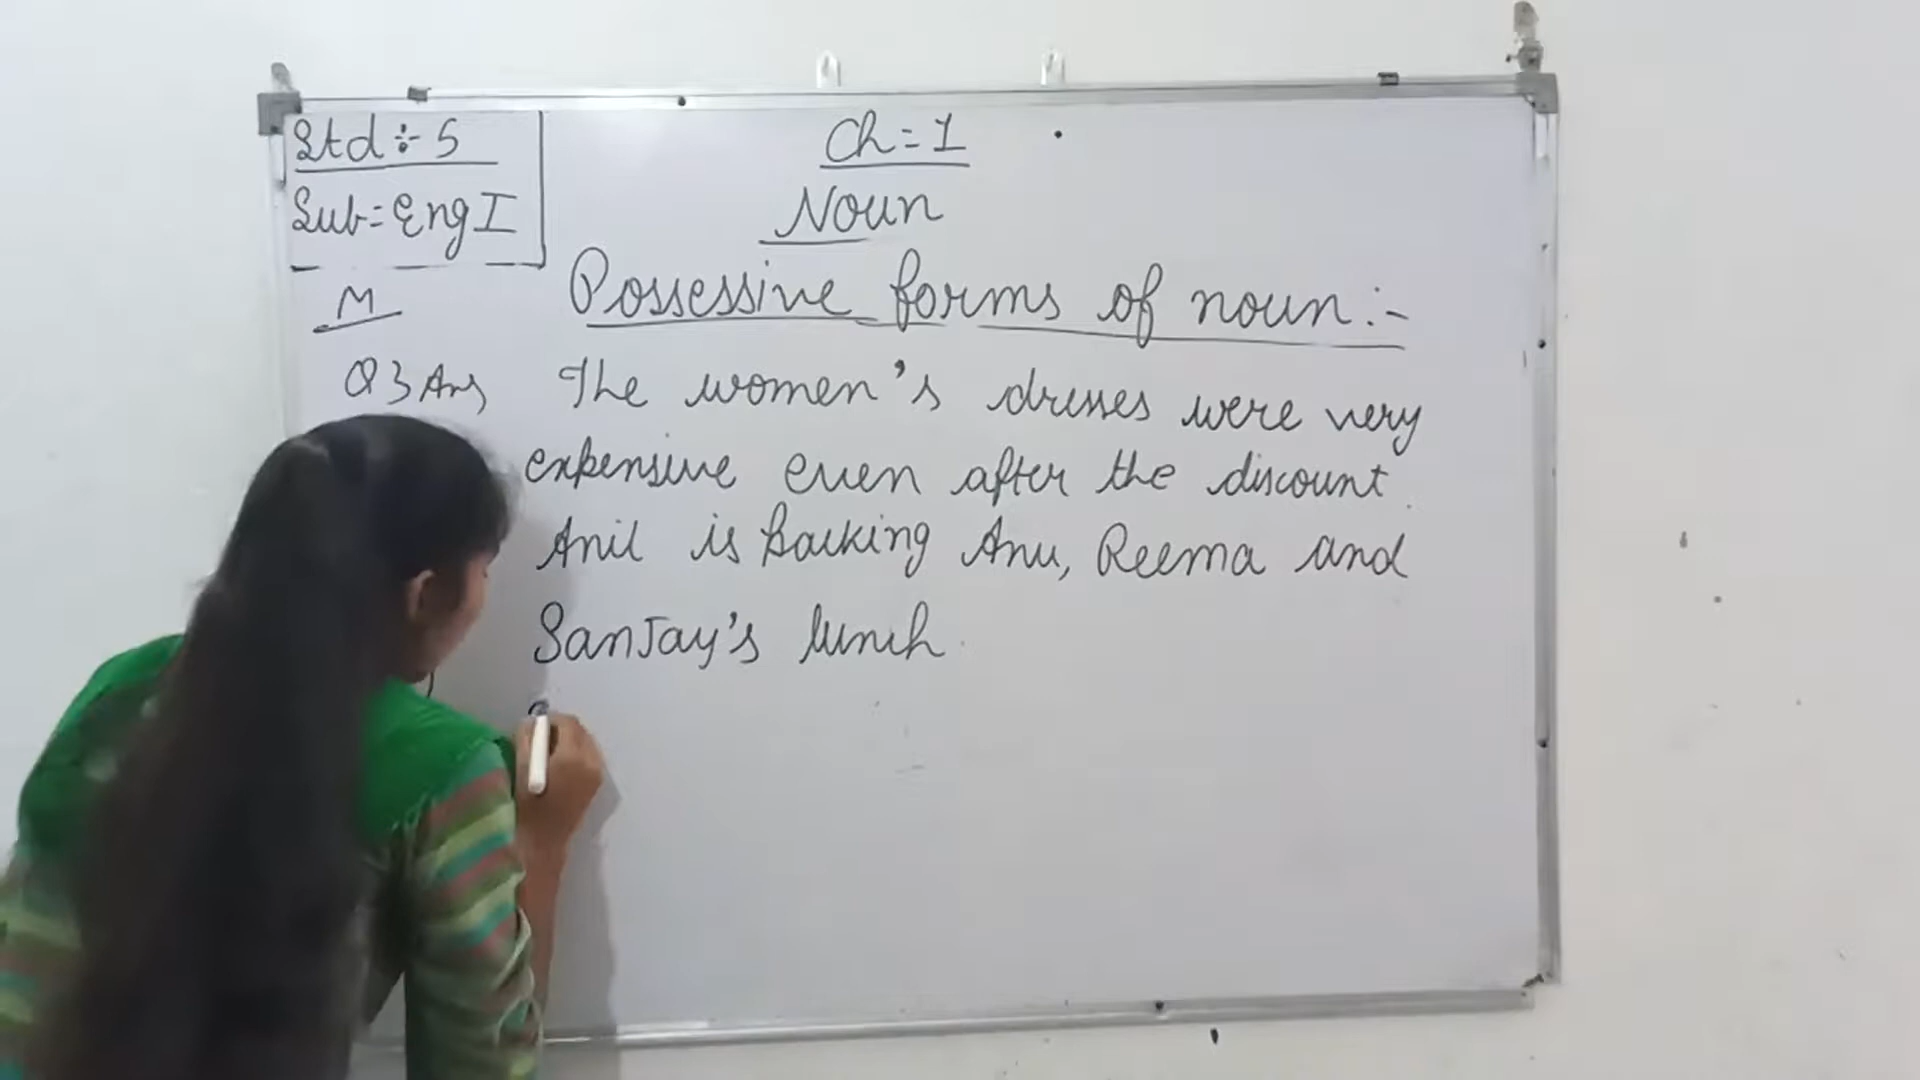 Std ÷ 5
Sub = Eng I
Ch = 1
Noun
M
Possessive forms of noun :-
Q 3 Ans
The women's dresses were very
expensive even after the discount.
Anil is packing Anu, Reema and
SanJay's lunch.